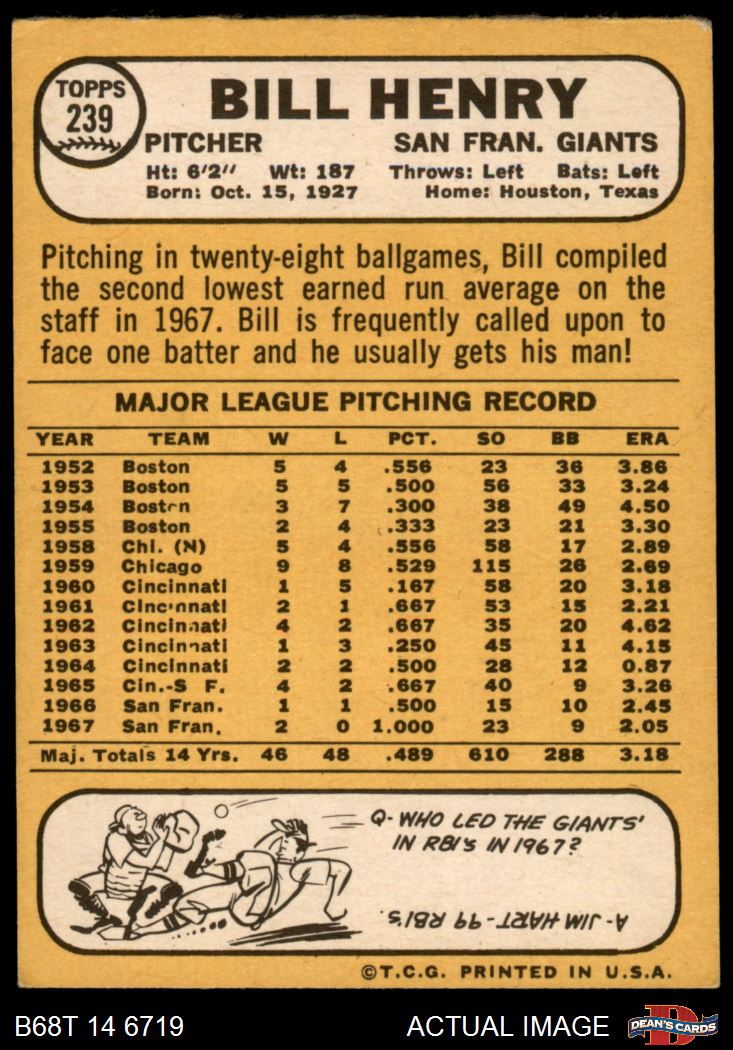 TOPPS
239
BILL HENRY
PITCHER SAN FRAN. GIANTS
Ht: 6'2" Wt: 187 Throws: Left Bats: Left
Born: Oct. 15, 1927 Home: Houston, Texas
Pitching in twenty-eight ballgames, Bill compiled
the second lowest earned run average on the
staff in 1967. Bill is frequently called upon to
face one batter and he usually gets his man!
MAJOR LEAGUE PITCHING RECORD
YEAR TEAM W L PCT. SO BB ERA
1952 Boston 5 4 .556 23 36 3.86
1953 Boston 5 5 .500 56 33 3.24
1954 Boston 3 7 .300 38 49 4.50
1955 Boston 2 4 .333 23 21 3.30
1958 Chi. (N) 5 4 .556 58 17 2.89
1959 Chicago 9 8 .529 115 26 2.69
1960 Cincinnati 1 5 .167 58 20 3.18
1961 Cincinnati 2 1 .667 53 15 2.21
1962 Cincinnati 4 2 .667 35 20 4.62
1963 Cincinnati 1 3 .250 45 11 4.15
1964 Cincinnati 2 2 .500 28 12 0.87
1965 Cin.-S F. 4 2 .667 40 9 3.26
1966 San Fran. 1 1 .500 15 10 2.45
1967 San Fran. 2 0 1.000 23 9 2.05
Maj. Totals 14 Yrs. 46 48 .489 610 288 3.18
Q- WHO LED THE GIANTS'
IN RBI's IN 1967?
A- JIM HART - 99 RBI'S.
©T.C.G. PRINTED IN U.S.A.
B68T 14 6719 ACTUAL IMAGE DEAN'S CARDS